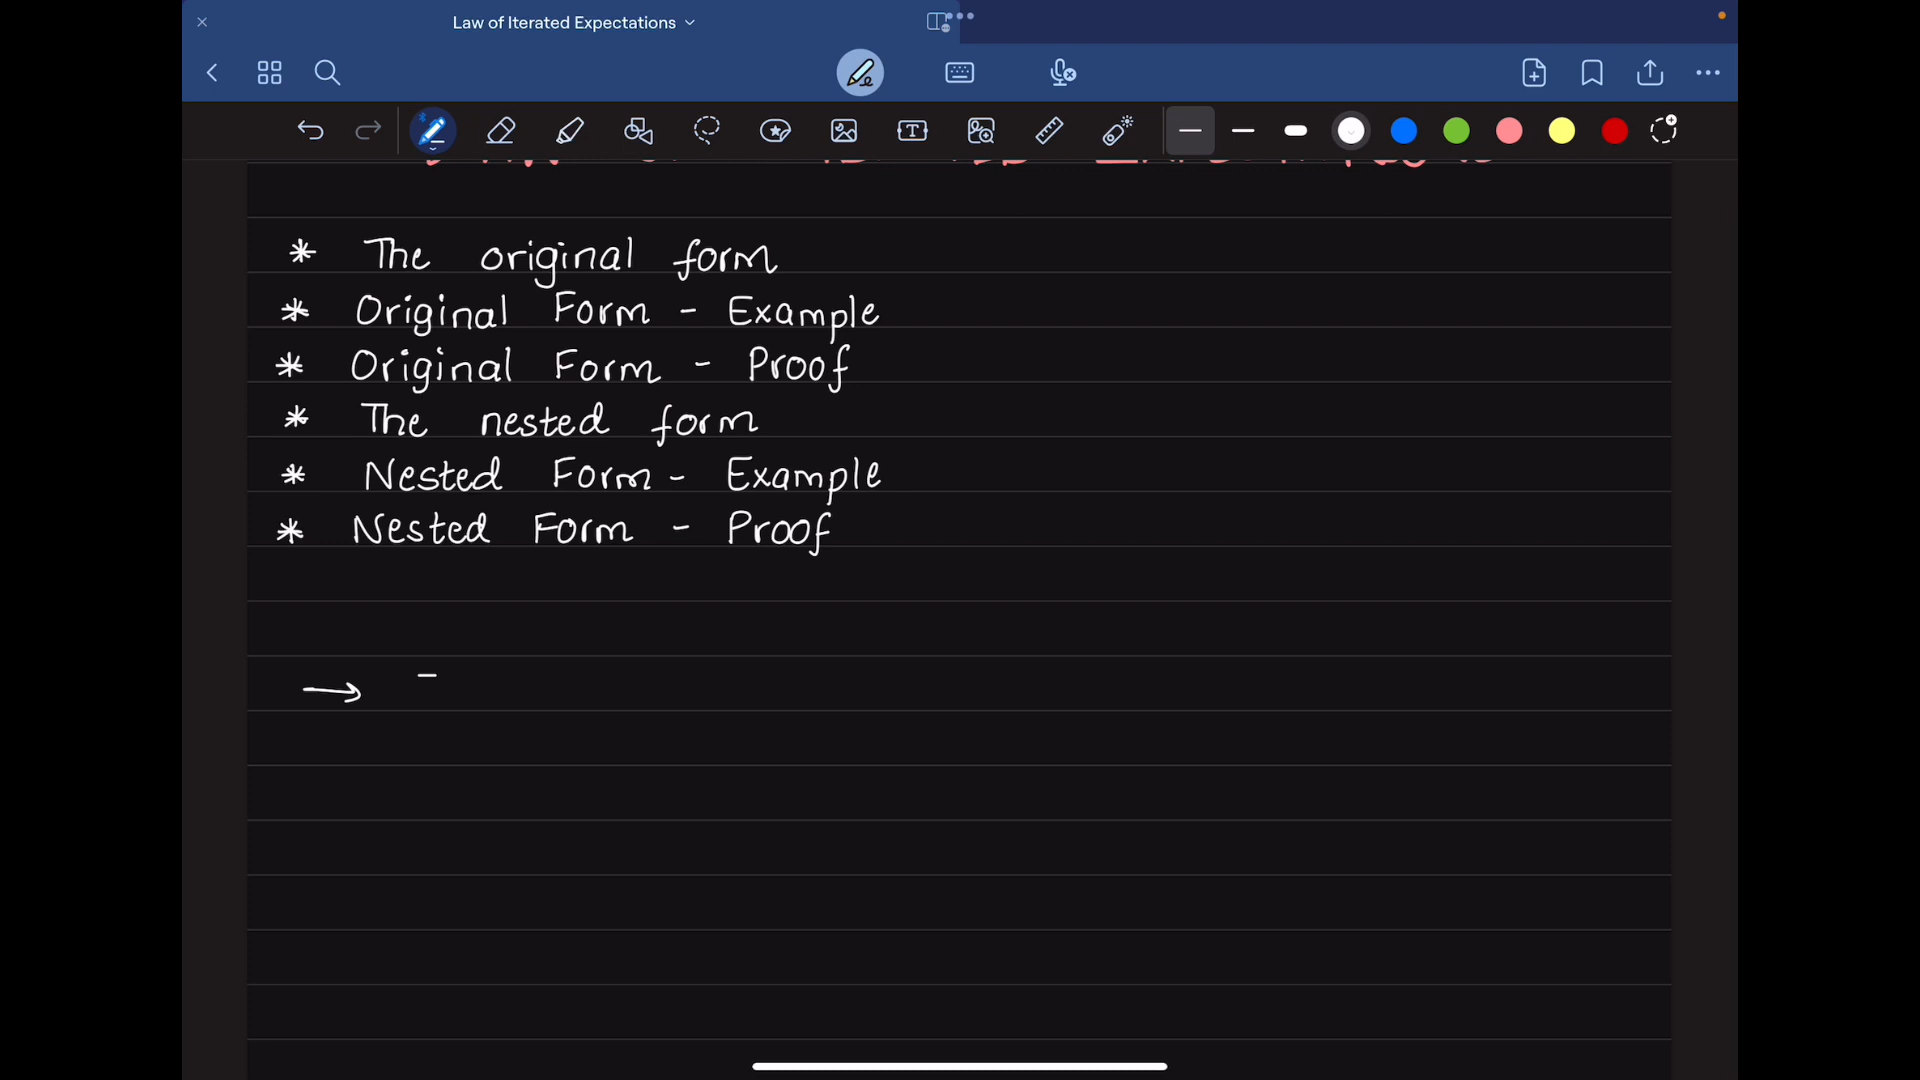 Law of Iterated Expectations
* The original form
* Original Form - Example
* Original Form - Proof
* The nested form
* Nested Form - Example
* Nested Form - Proof
→